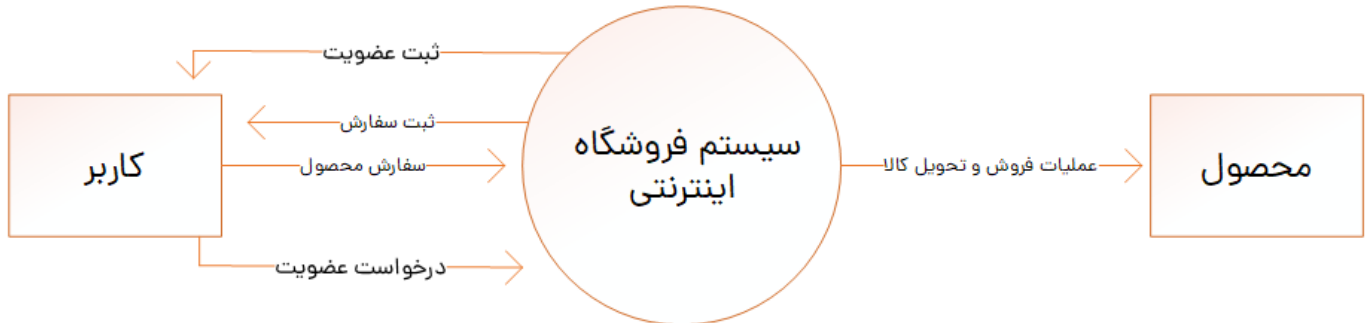 ثبت عضویت
ثبت سفارش
سیستم فروشگاه
اینترنتی
کاربر
سفارش محصول
عملیات فروش و تحویل کالا
محصول
درخواست عضویت